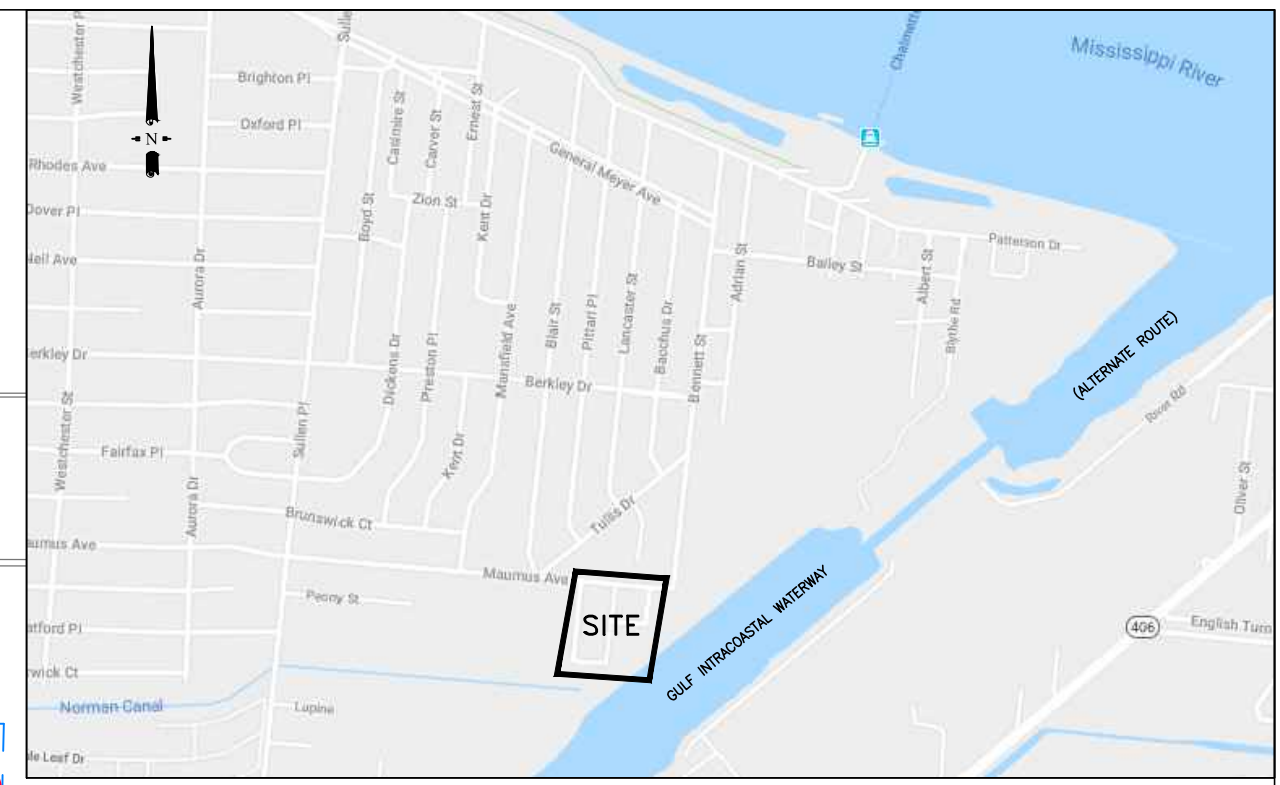 Mississippi River
Brighton Pl
Casimire St
Carver St
Ernest St
Oxford Pl
N
General Meyer Ave
Rhodes Ave
Zion St
Boyd St
Kent Dr
Patterson Dr
Neil Ave
Bailey St
Adrian St
Albert St
Aurora Dr
Blythe Rd
Mansfield Ave
Blair St
Pittari Pl
Lancaster St
Bacchus Dr
Bennett St
(ALTERNATE ROUTE)
Dickens Dr
Preston Pl
Berkley Dr
River Rd
Westchester St
Sullen Pl
Fairfax Pl
Kent Dr
Oliver St
Aurora Dr
Brunswick Ct
Tullis Dr
Maumus Ave
Peony St
SITE
GULF INTRACOASTAL WATERWAY
406
English Turn
Norman Canal
Lupine